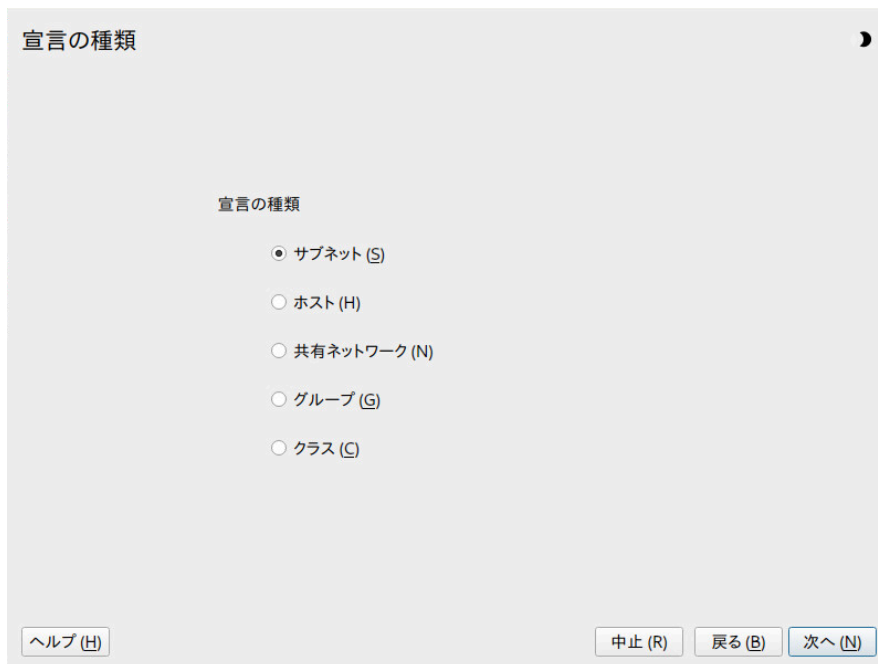 宣言の種類
宣言の種類
サブネット (S)
ホスト (H)
共有ネットワーク (N)
グループ (G)
クラス (C)
ヘルプ (H) 中止 (R) 戻る (B) 次へ (N)